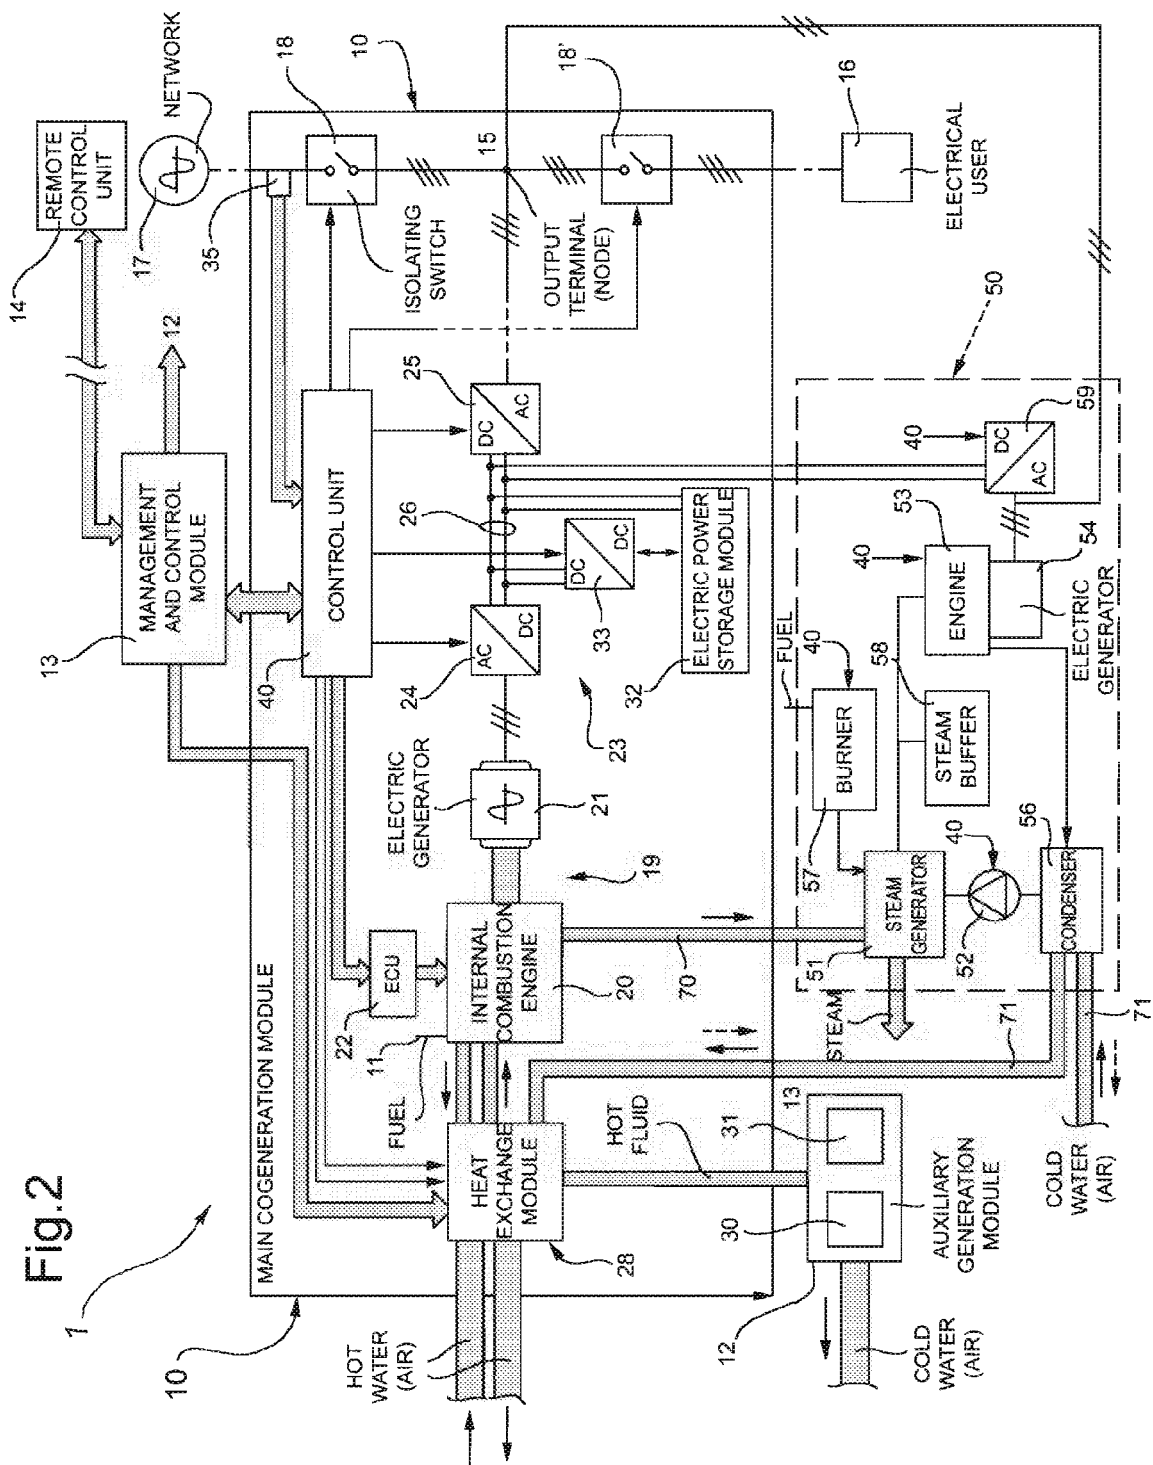 Fig.2
1
10
MAIN COGENERATION MODULE
10
14
REMOTE
CONTROL
UNIT
NETWORK
17
35
18
ISOLATING
SWITCH
15
OUTPUT
TERMINAL
(NODE)
18'
16
ELECTRICAL
USER
12
13
MANAGEMENT
AND CONTROL
MODULE
40
CONTROL UNIT
25
DC
AC
26
24
AC
DC
33
DC
DC
32
ELECTRIC POWER
STORAGE MODULE
23
ELECTRIC
GENERATOR
21
19
22
ECU
11
FUEL
INTERNAL
COMBUSTION
ENGINE
20
70
HEAT
EXCHANGE
MODULE
28
HOT
WATER
(AIR)
HOT
FLUID
13
31
30
12
AUXILIARY
GENERATION
MODULE
COLD
WATER
(AIR)
COLD
WATER
(AIR)
71
71
50
40
DC
AC
59
53
40
ENGINE
54
ELECTRIC
GENERATOR
FUEL
40
BURNER
57
58
STEAM
BUFFER
STEAM
GENERATOR
51
STEAM
52
40
56
CONDENSER